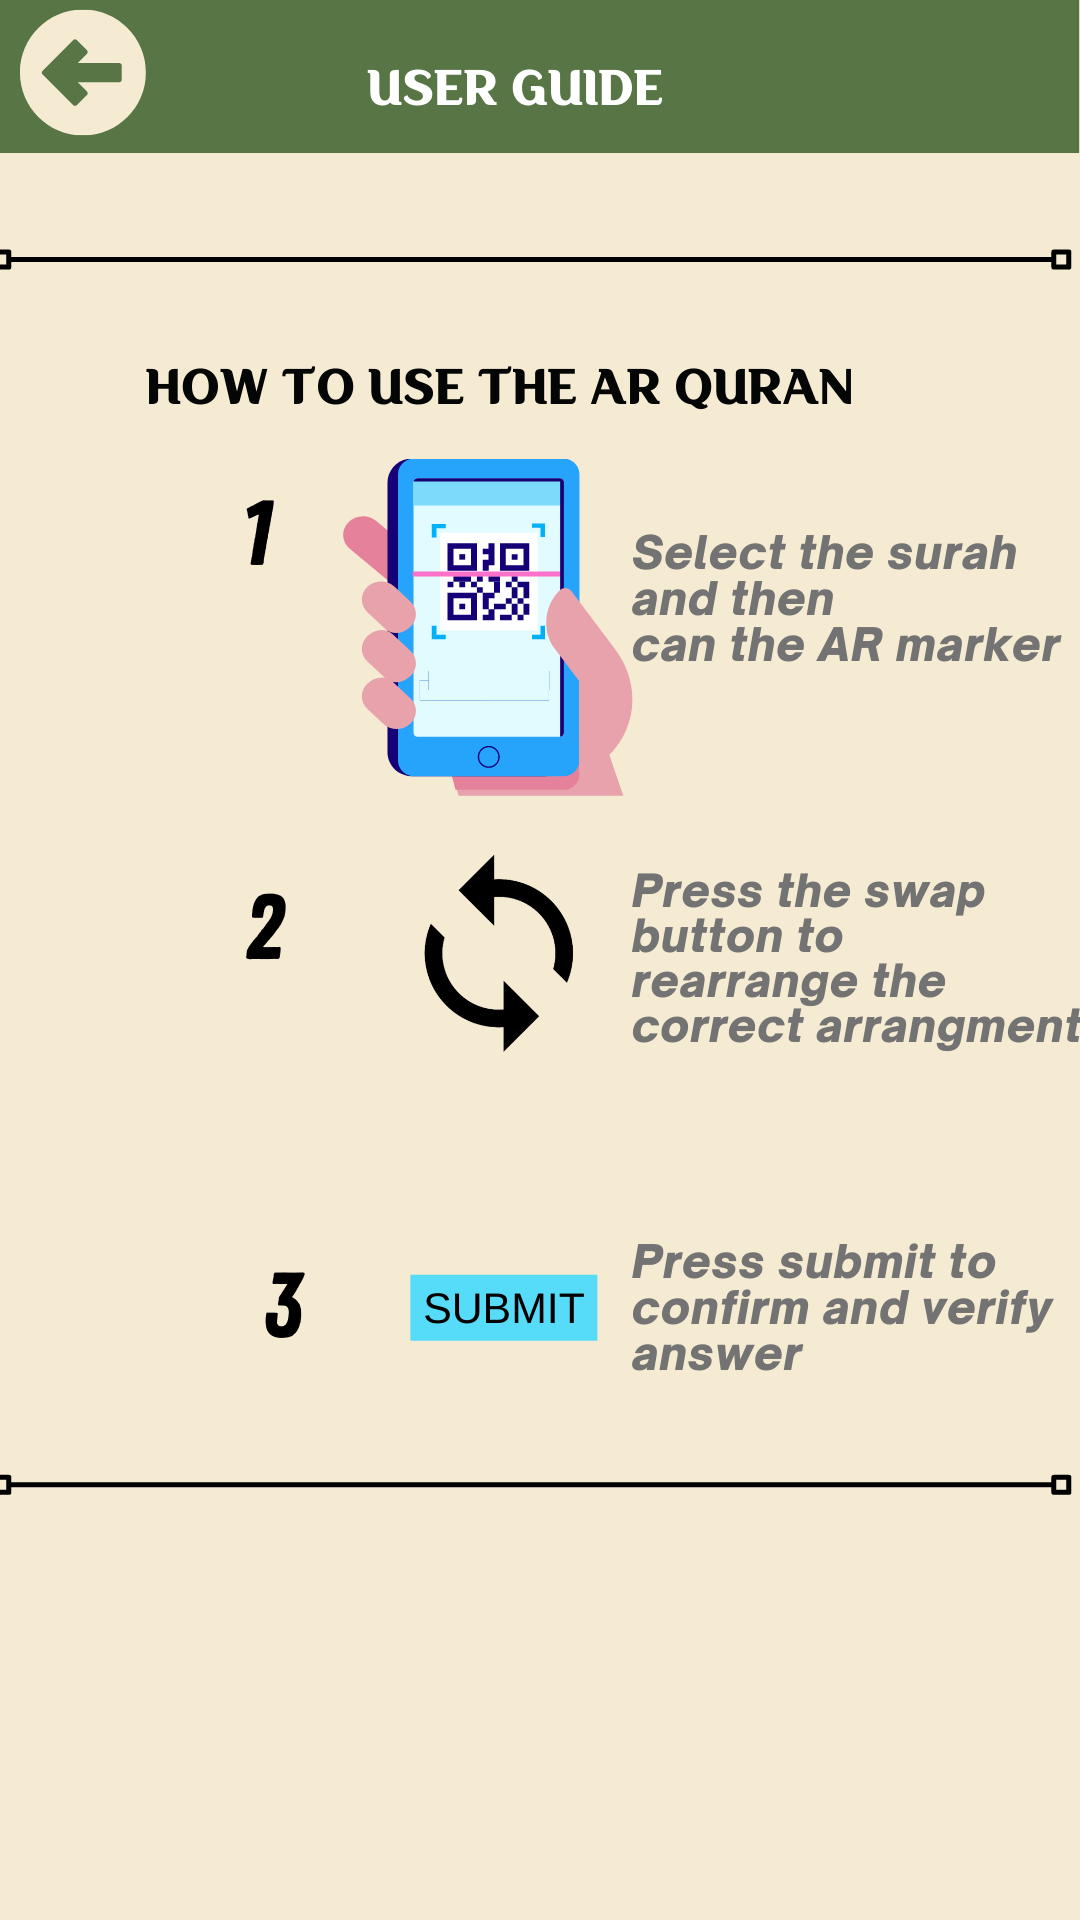 USER GUIDE
HOW TO USE THE AR QURAN
1
Select the surah
and then
can the AR marker
2
Press the swap
button to
rearrange the
correct arrangment
3
SUBMIT
Press submit to
confirm and verify
answer